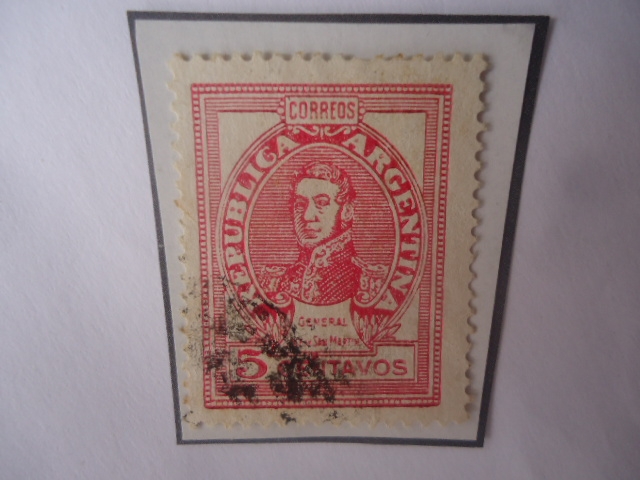 CORREOS
REPUBLICA ARGENTINA
GENERAL
SAN MARTIN
5 CENTAVOS